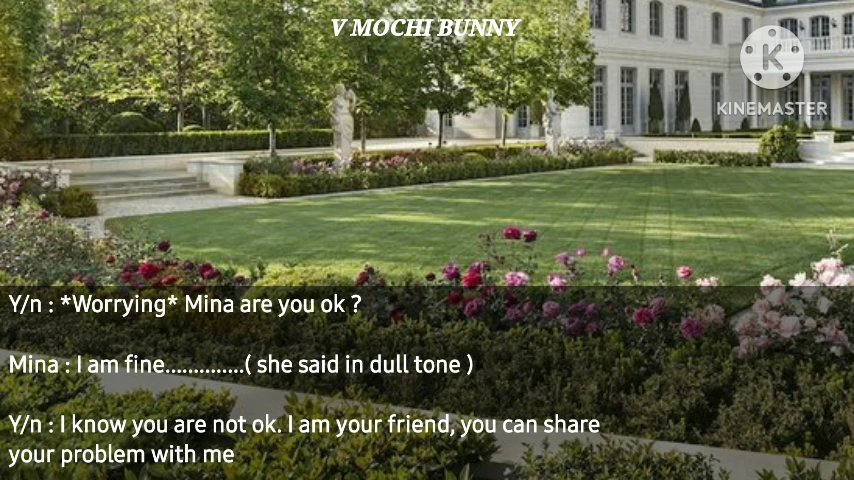 V MOCHI BUNNY
K
KINEMASTER
Y/n : *Worrying* Mina are you ok ?
Mina : I am fine..............( she said in dull tone )
Y/n : I know you are not ok. I am your friend, you can share
your problem with me